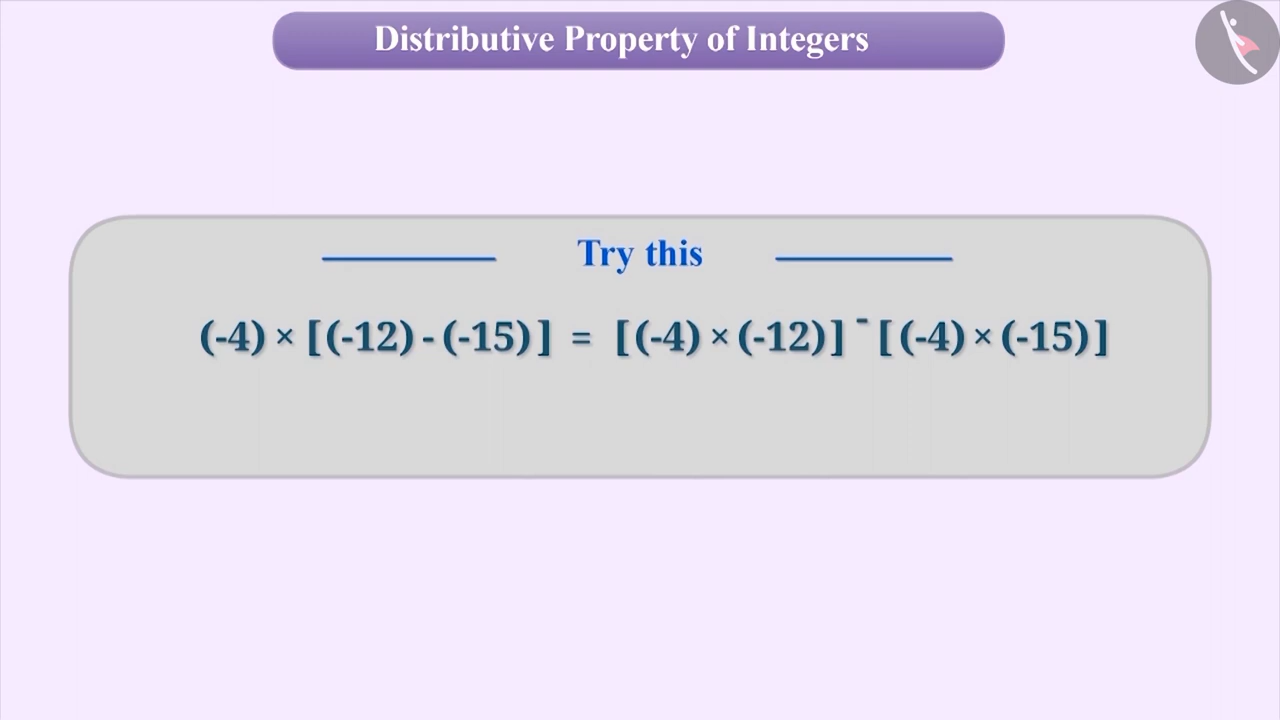 Distributive Property of Integers
Try this
(-4) × [(-12) - (-15)] = [(-4) × (-12)] - [(-4) × (-15)]